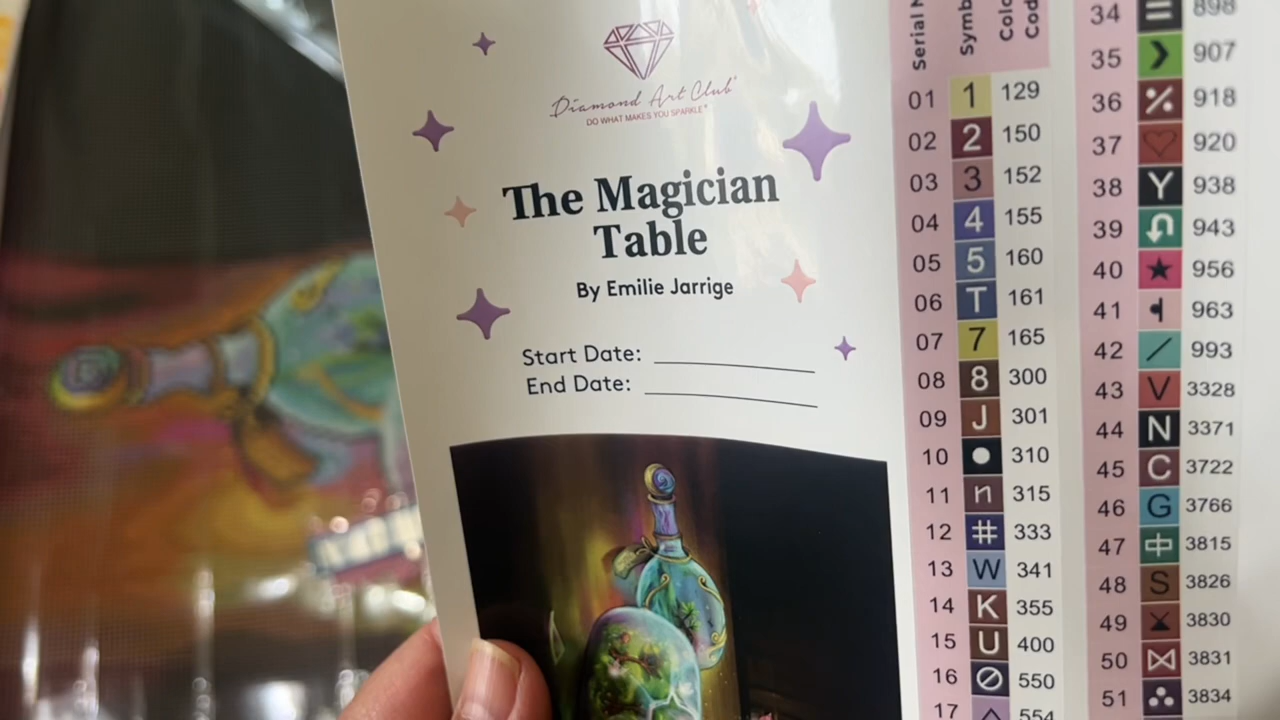 Diamond Art Club
DO WHAT MAKES YOU SPARKLE
The Magician
Table
By Emilie Jarrige
Start Date:
End Date:
Serial
01 1 129
02 2 150
03 3 152
04 4 155
05 5 160
06 T 161
07 7 165
08 8 300
09 J 301
10 310
11 n 315
12 # 333
13 W 341
14 K 355
15 U 400
16 550
17 554
34 = 898
35 907
36 918
37 920
38 Y 938
39 943
40 ★ 956
41 963
42 / 993
43 V 3328
44 N 3371
45 C 3722
46 G 3766
47 中 3815
48 S 3826
49 3830
50 3831
51 3834